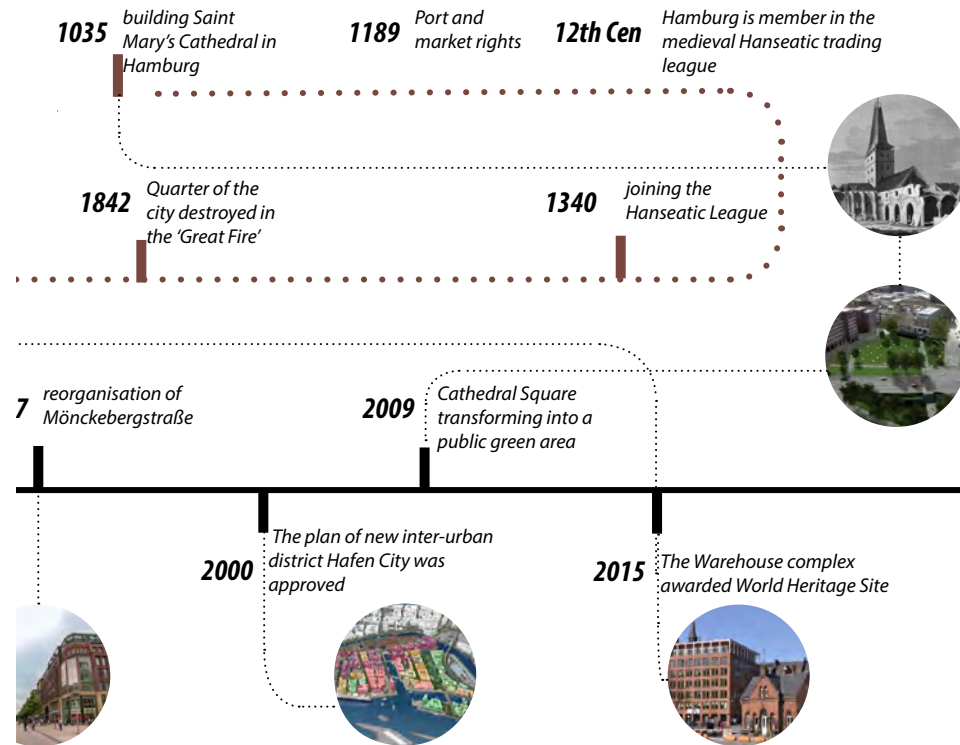 1035
building Saint
Mary's Cathedral in
Hamburg
1189
Port and
market rights
12th Cen
Hamburg is member in the
medieval Hanseatic trading
league
1842
Quarter of the
city destroyed in
the 'Great Fire'
1340
joining the
Hanseatic League
7
reorganisation of
Mönckebergstraße
2009
Cathedral Square
transforming into a
public green area
2000
The plan of new inter-urban
district Hafen City was
approved
2015
The Warehouse complex
awarded World Heritage Site